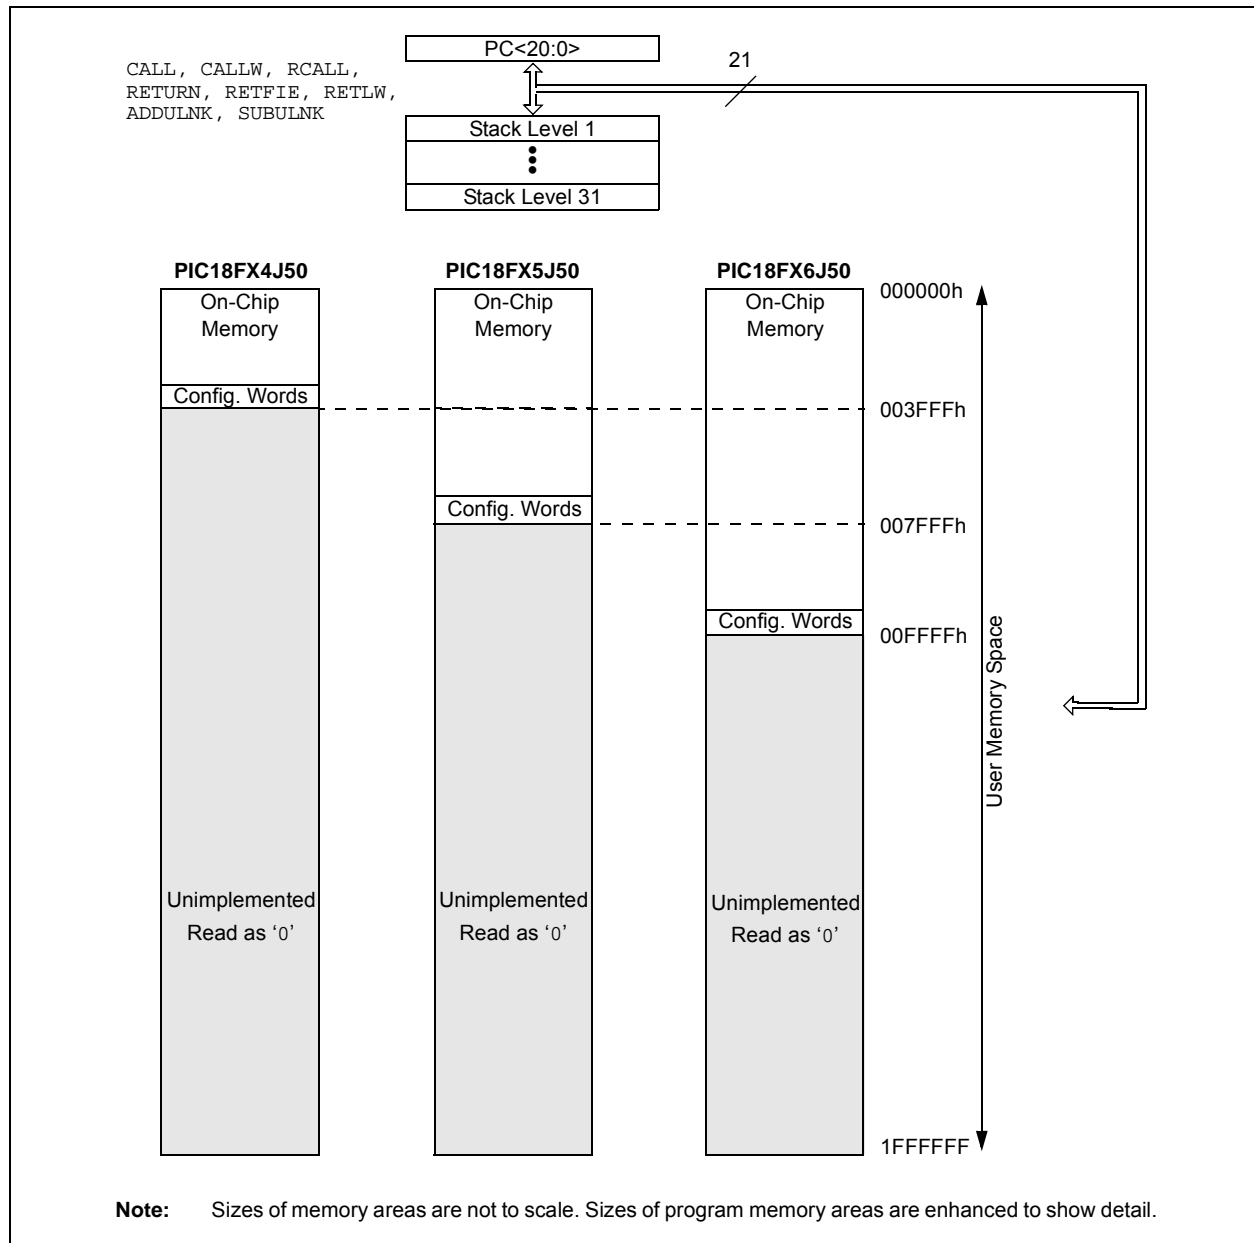 PC<20:0>
21
CALL, CALLW, RCALL,
RETURN, RETFIE, RETLW,
ADDULNK, SUBULNK
Stack Level 1
Stack Level 31
PIC18FX4J50
PIC18FX5J50
PIC18FX6J50
On-Chip
Memory
On-Chip
Memory
On-Chip
Memory
000000h
Config. Words
003FFFh
Config. Words
007FFFh
Config. Words
00FFFFh
User Memory Space
Unimplemented
Read as ‘0’
Unimplemented
Read as ‘0’
Unimplemented
Read as ‘0’
1FFFFFF
Note: Sizes of memory areas are not to scale. Sizes of program memory areas are enhanced to show detail.